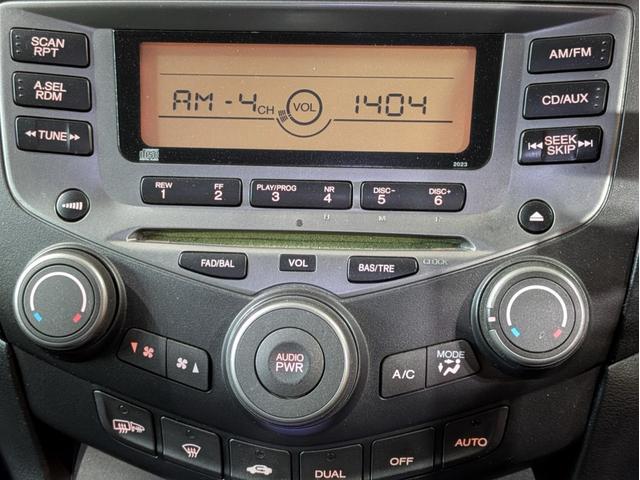 SCAN
RPT
A.SEL
RDM
TUNE
AM-4CH VOL 1404
2023
AM/FM
CD/AUX
SEEK
SKIP
REW
1
FF
2
PLAY/PROG
3
NR
4
DISC-
5
DISC+
6
H
M
R
FAD/BAL
VOL
BAS/TRE
CLOCK
AUDIO
PWR
A/C
MODE
DUAL
OFF
AUTO